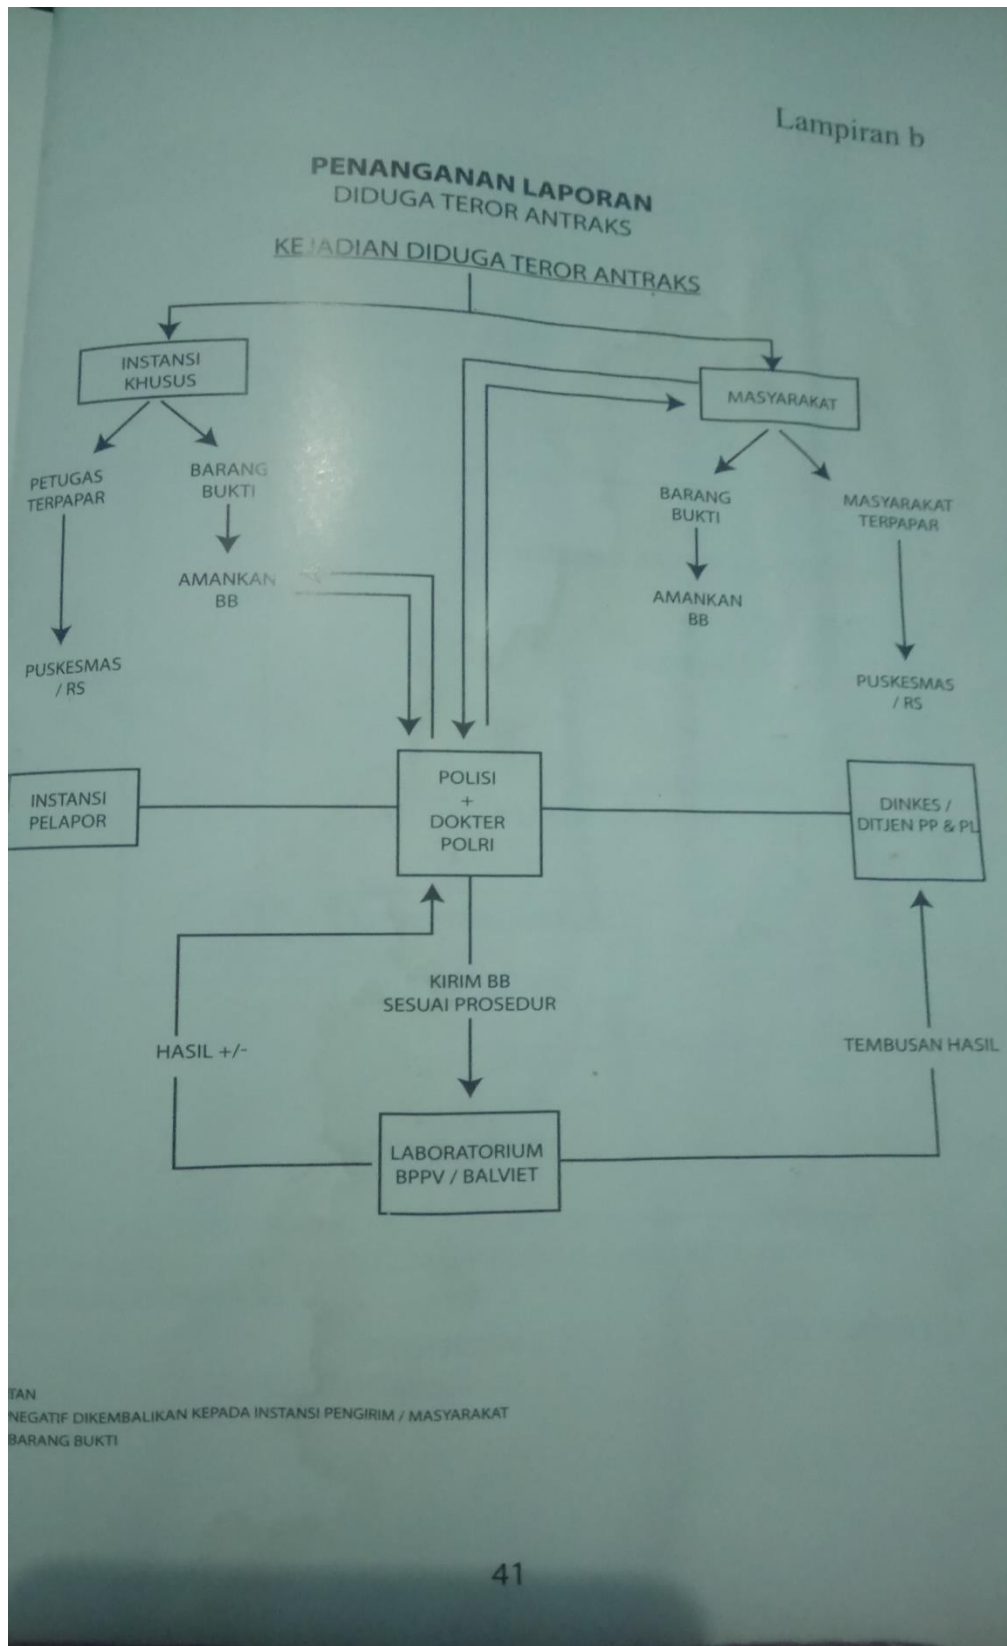 Lampiran b
PENANGANAN LAPORAN
DIDUGA TEROR ANTRAKS
KEJADIAN DIDUGA TEROR ANTRAKS
INSTANSI
KHUSUS
MASYARAKAT
PETUGAS
TERPAPAR
BARANG
BUKTI
BARANG
BUKTI
MASYARAKAT
TERPAPAR
AMANKAN
BB
AMANKAN
BB
PUSKESMAS
/ RS
PUSKESMAS
/ RS
INSTANSI
PELAPOR
POLISI
+
DOKTER
POLRI
DINKES /
DITJEN PP & PL
KIRIM BB
SESUAI PROSEDUR
HASIL +/-
TEMBUSAN HASIL
LABORATORIUM
BPPV / BALVIET
TAN
NEGATIF DIKEMBALIKAN KEPADA INSTANSI PENGIRIM / MASYARAKAT
BARANG BUKTI
41